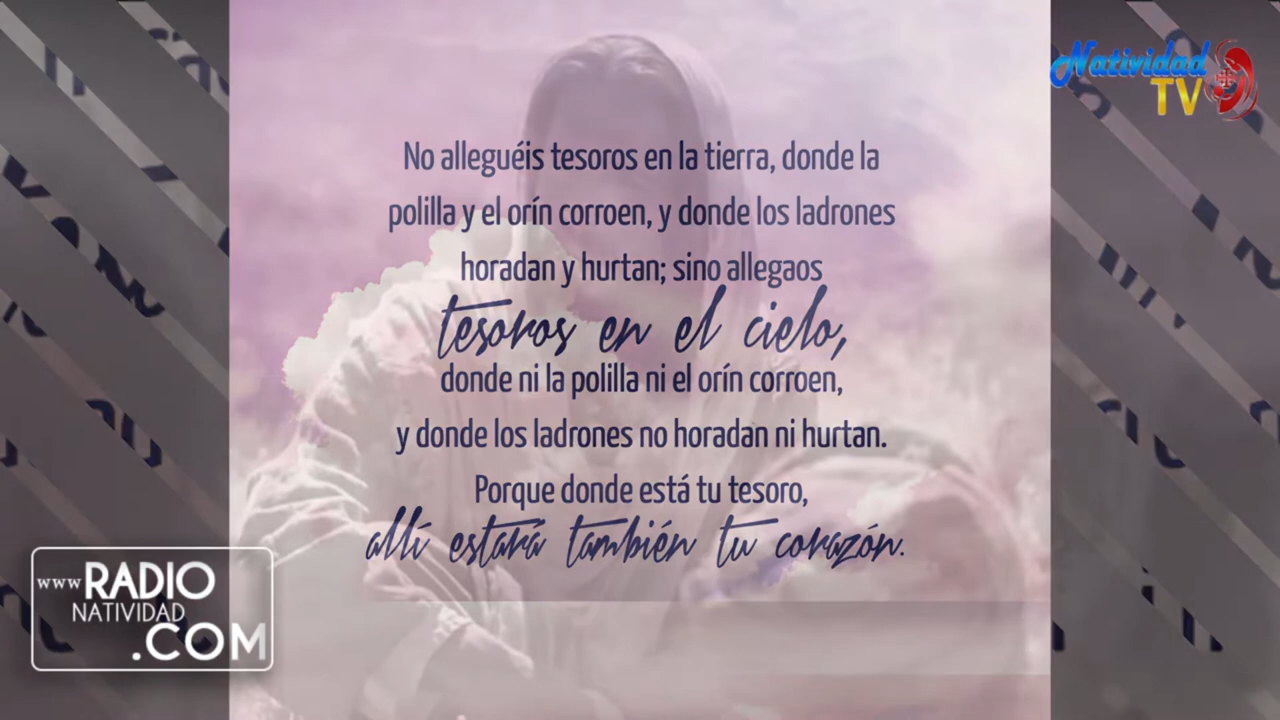 Natividad
TV
No alleguéis tesoros en la tierra, donde la
polilla y el orín corroen, y donde los ladrones
horadan y hurtan; sino allegaos
tesoros en el cielo,
donde ni la polilla ni el orín corroen,
y donde los ladrones no horadan ni hurtan.
Porque donde está tu tesoro,
allí estará también tu corazón.
www RADIO
NATIVIDAD
.COM